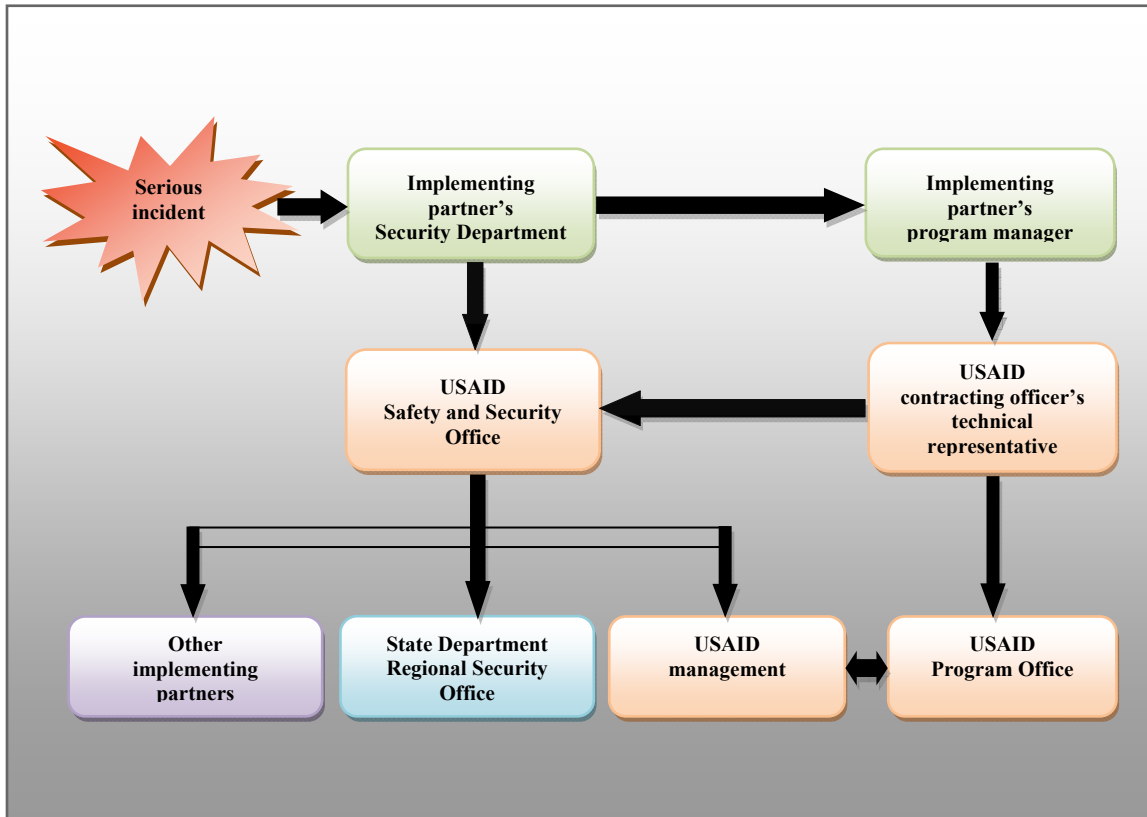 Serious
incident
Implementing
partner’s
Security Department
Implementing
partner’s
program manager
USAID
Safety and Security
Office
USAID
contracting officer’s
technical
representative
Other
implementing
partners
State Department
Regional Security
Office
USAID
management
USAID
Program Office